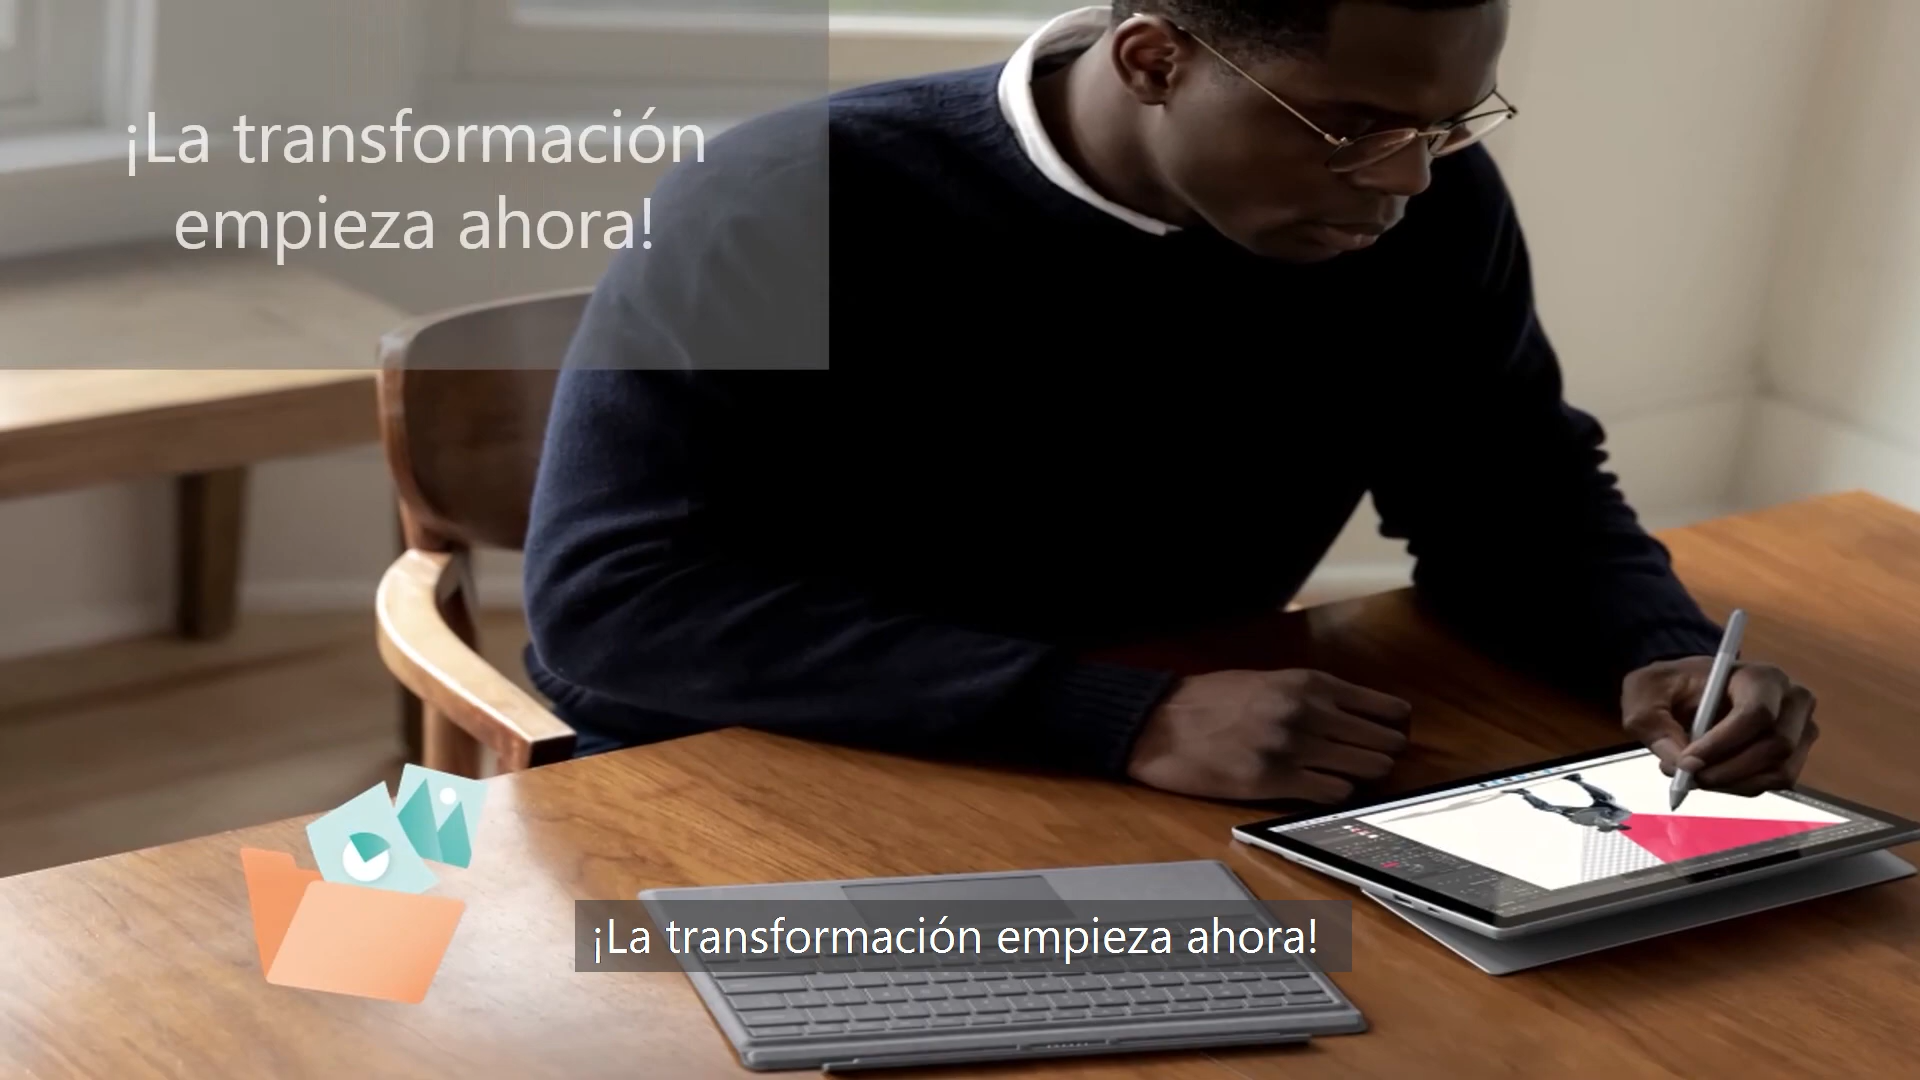 ¡La transformación
empieza ahora!
¡La transformación empieza ahora!